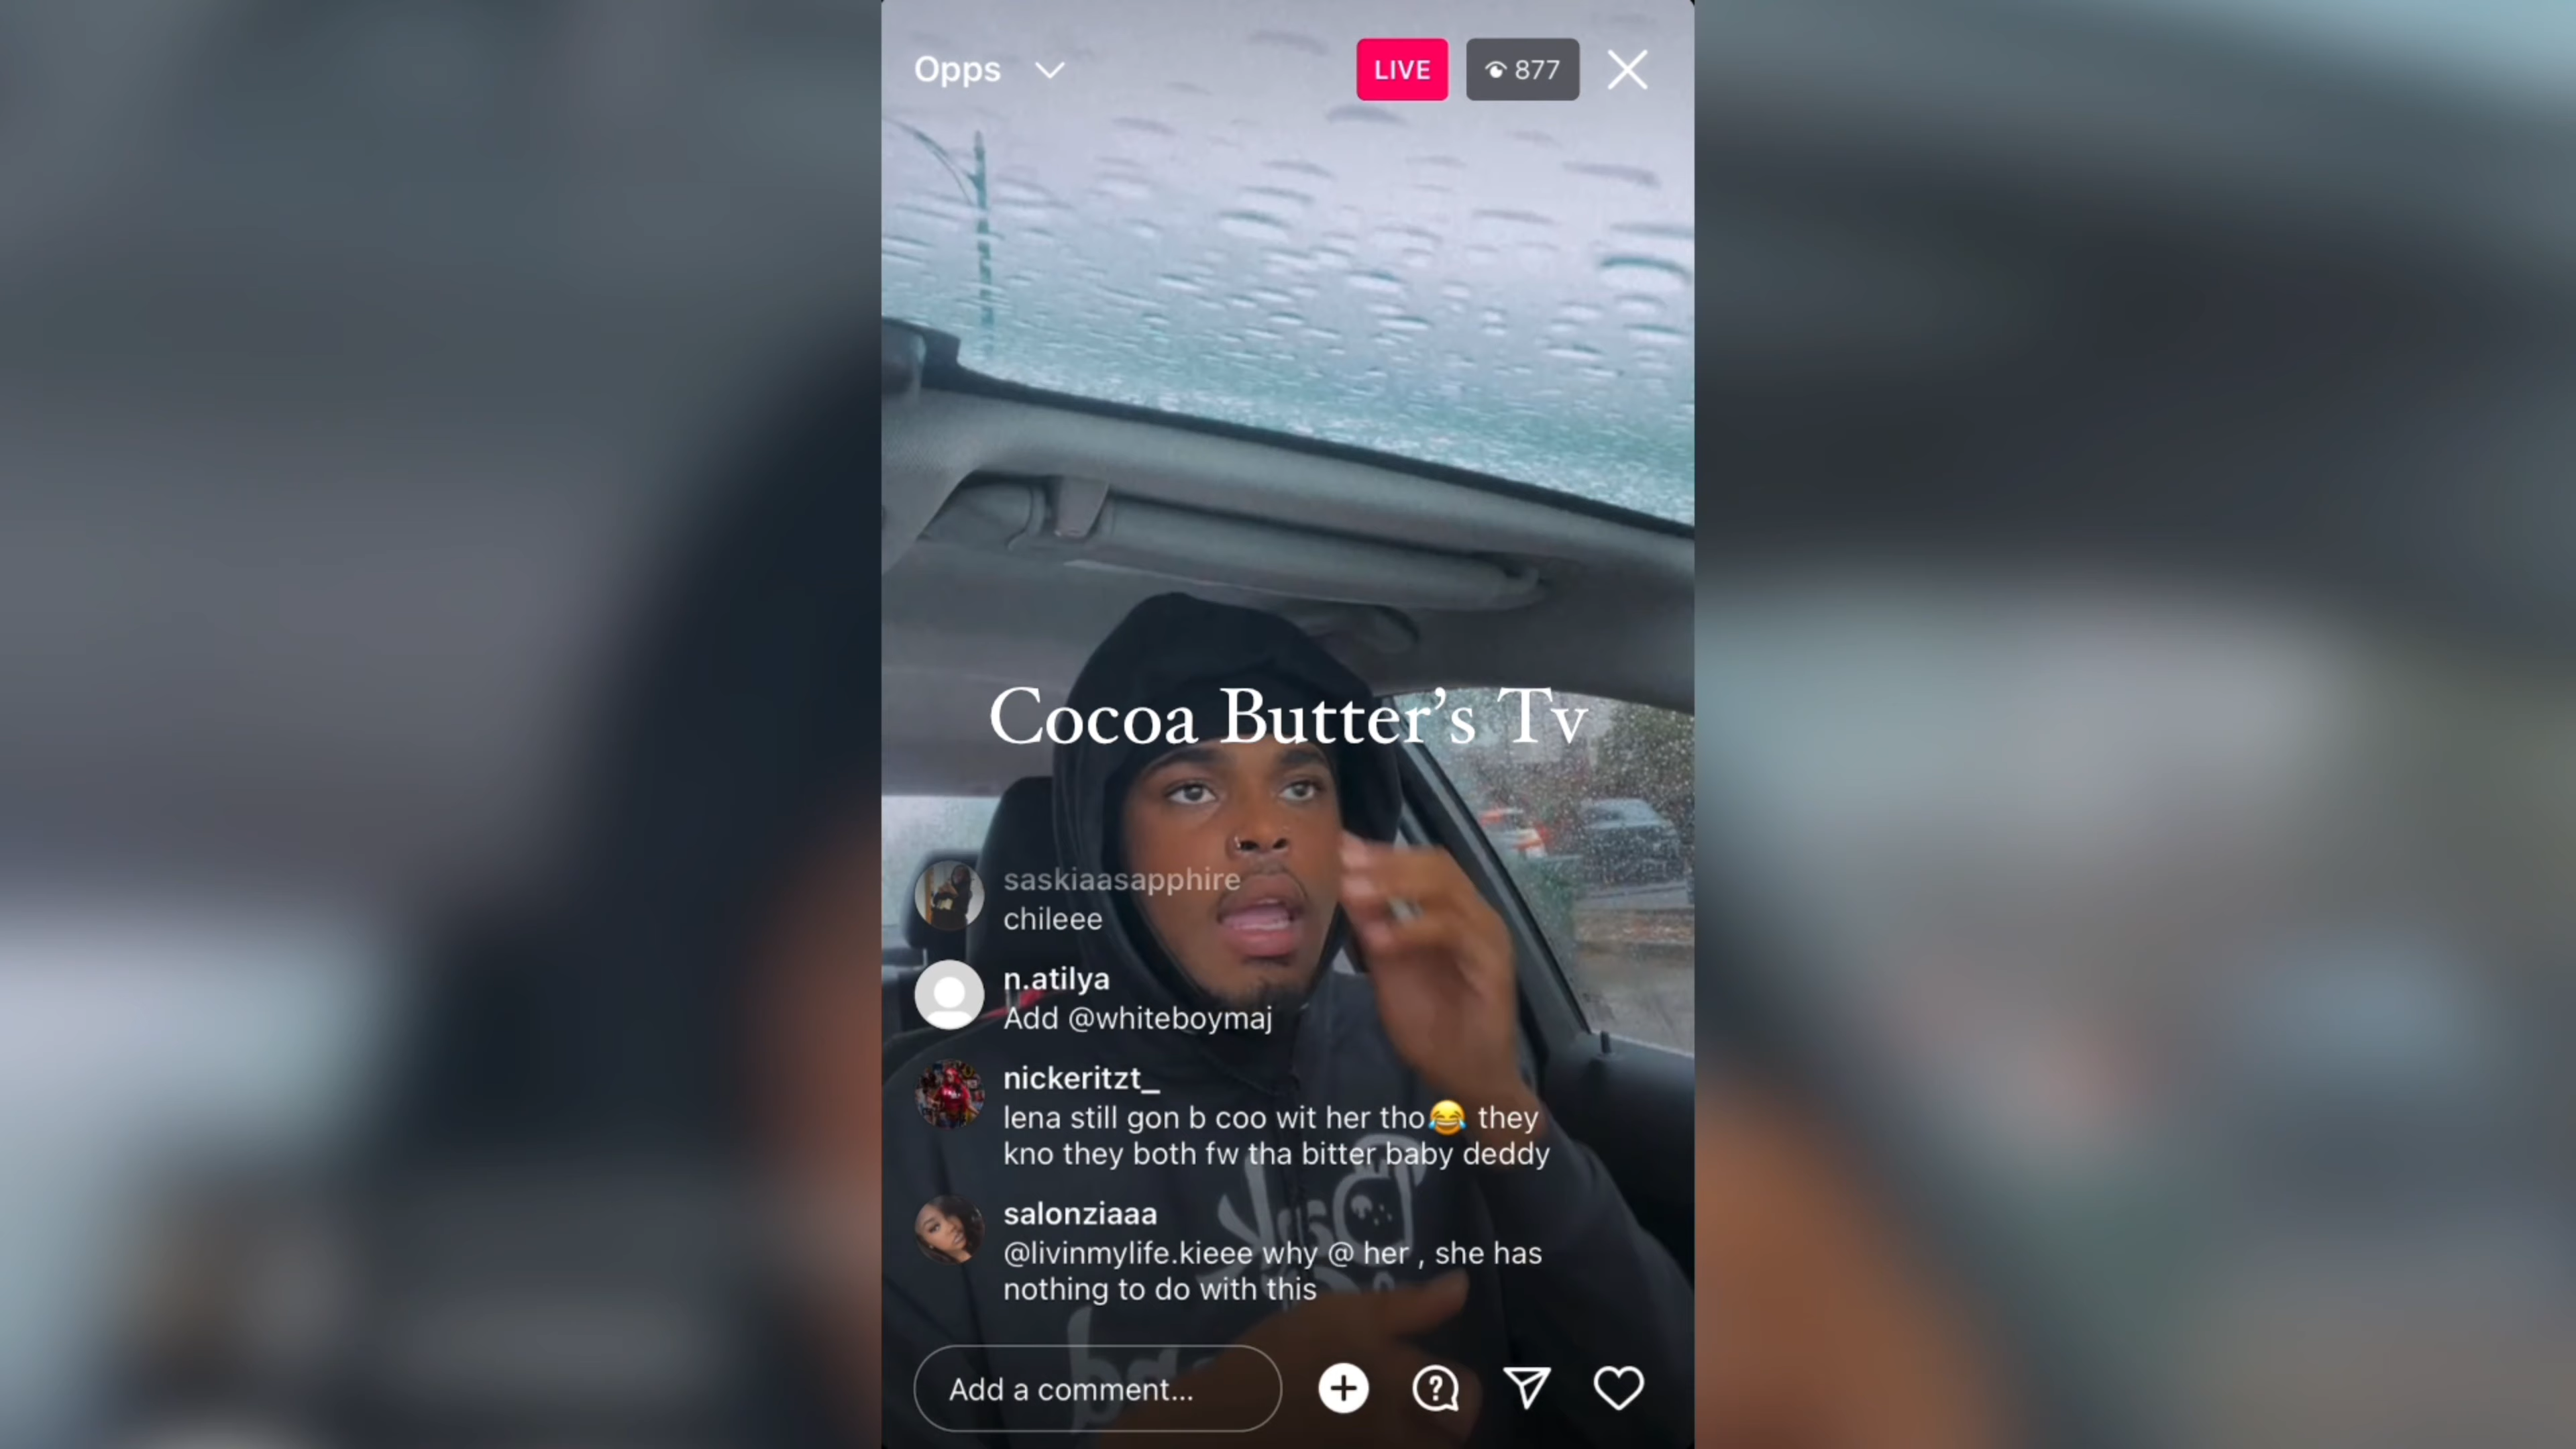 Opps
LIVE
877
Cocoa Butter's Tv
saskiaasapphire
chileee
n.atilya
Add @whiteboymaj
nickeritzt_
lena still gon b coo wit her tho😂 they
kno they both fw tha bitter baby deddy
salonziaaa
@livinmylife.kieee why @ her , she has
nothing to do with this
Add a comment...